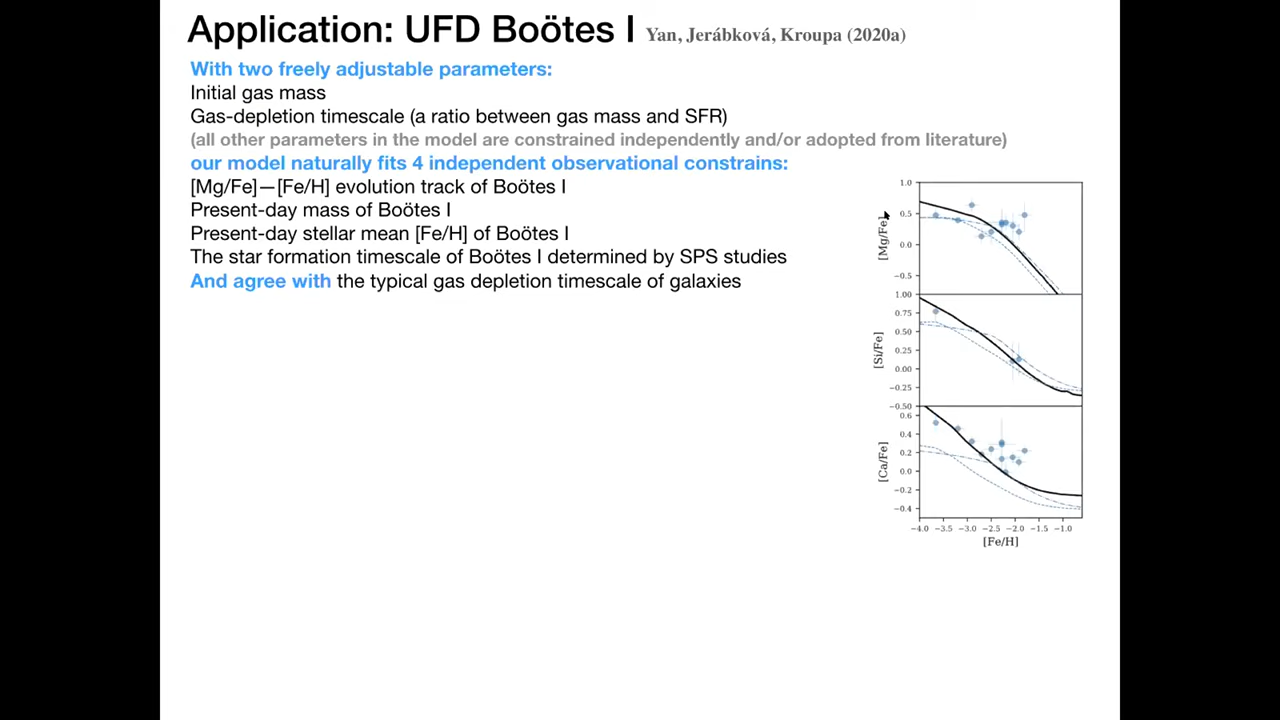 Application: UFD Boötes I Yan, Jerábková, Kroupa (2020a)
With two freely adjustable parameters:
Initial gas mass
Gas-depletion timescale (a ratio between gas mass and SFR)
(all other parameters in the model are constrained independently and/or adopted from literature)
our model naturally fits 4 independent observational constrains:
[Mg/Fe]—[Fe/H] evolution track of Boötes I
Present-day mass of Boötes I
Present-day stellar mean [Fe/H] of Boötes I
The star formation timescale of Boötes I determined by SPS studies
And agree with the typical gas depletion timescale of galaxies
1.0
0.5
0.0
−0.5
[Mg/Fe]
1.00
0.75
0.50
0.25
0.00
−0.25
−0.50
[Si/Fe]
0.6
0.4
0.2
0.0
−0.2
−0.4
[Ca/Fe]
−4.0 −3.5 −3.0 −2.5 −2.0 −1.5 −1.0
[Fe/H]